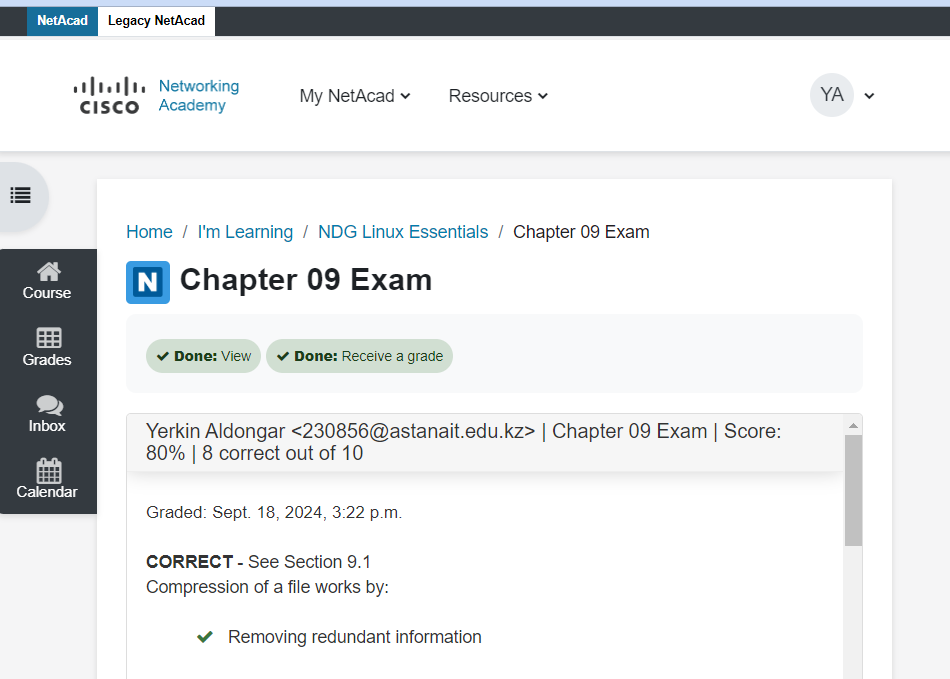 NetAcad Legacy NetAcad
CISCO Networking Academy
My NetAcad Resources YA
Home / I'm Learning / NDG Linux Essentials / Chapter 09 Exam
N Chapter 09 Exam
Course
Grades
Inbox
Calendar
Done: View Done: Receive a grade
Yerkin Aldongar <230856@astanait.edu.kz> | Chapter 09 Exam | Score:
80% | 8 correct out of 10
Graded: Sept. 18, 2024, 3:22 p.m.
CORRECT - See Section 9.1
Compression of a file works by:
Removing redundant information